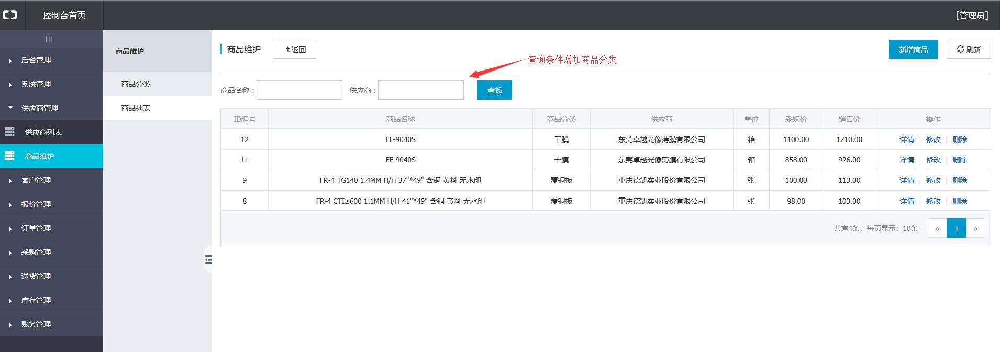 控制台首页
[管理员]
后台管理
系统管理
供应商管理
供应商列表
商品维护
客户管理
报价管理
订单管理
采购管理
送货管理
库存管理
账务管理
商品维护
商品分类
商品列表
商品维护 返回
新增商品 刷新
查询条件增加商品分类
商品名称： 供应商： 查找
ID编号 商品名称 商品分类 供应商 单位 采购价 销售价 操作
12 FF-9040S 干膜 东莞卓越光像薄膜有限公司 箱 1100.00 1210.00 详情 | 修改 | 删除
11 FF-9040S 干膜 东莞卓越光像薄膜有限公司 箱 858.00 926.00 详情 | 修改 | 删除
9 FR-4 TG140 1.4MM H/H 37"*49" 含铜 黄料 无水印 覆铜板 重庆德凯实业股份有限公司 张 100.00 113.00 详情 | 修改 | 删除
8 FR-4 CTI≥600 1.1MM H/H 41"*49" 含铜 黄料 无水印 覆铜板 重庆德凯实业股份有限公司 张 98.00 103.00 详情 | 修改 | 删除
共有4条，每页显示：10条 « 1 »